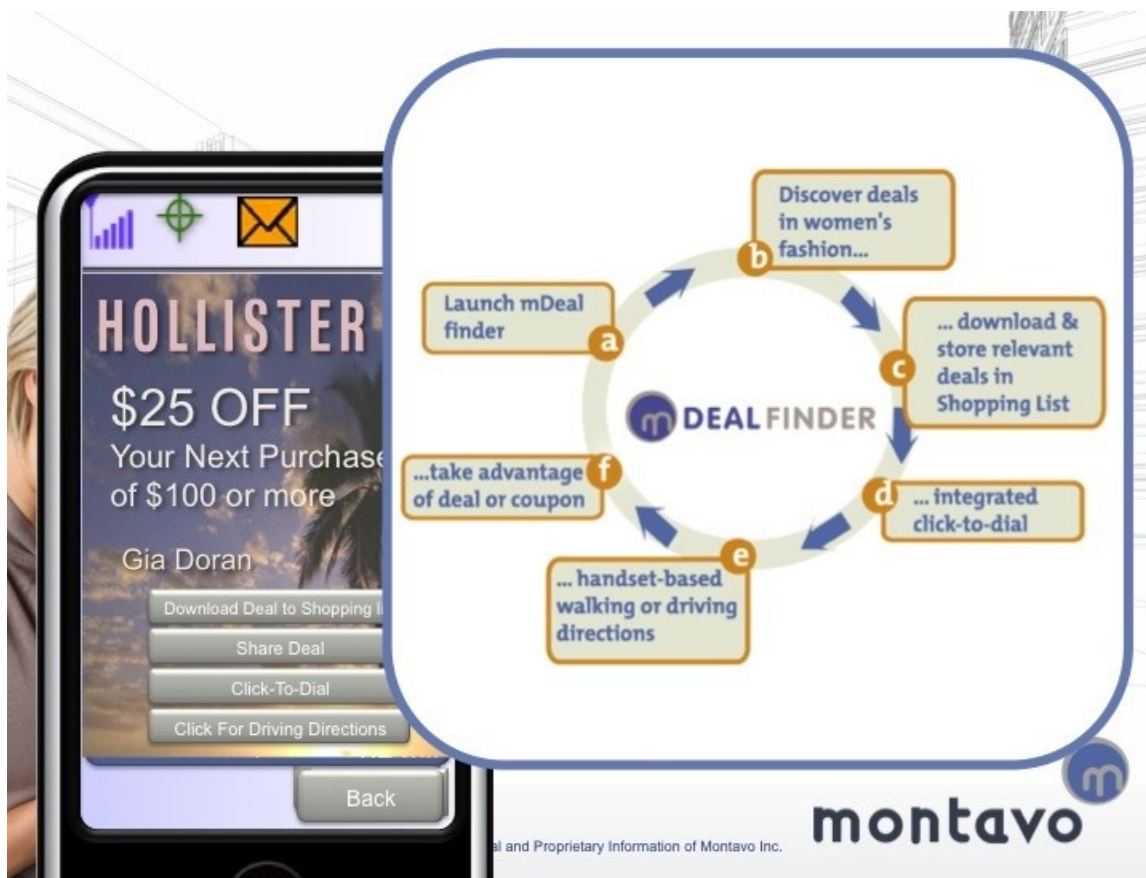 HOLLISTER
$25 OFF
Your Next Purchase
of $100 or more
Gia Doran
Download Deal to Shopping
Share Deal
Click-To-Dial
Click For Driving Directions
Back
Launch mDeal
finder
a
Discover deals
in women's
fashion...
b
... download &
store relevant
deals in
Shopping List
c
... integrated
click-to-dial
d
... handset-based
walking or driving
directions
e
...take advantage
of deal or coupon
f
m DEAL FINDER
m
montavo
and Proprietary Information of Montavo Inc.